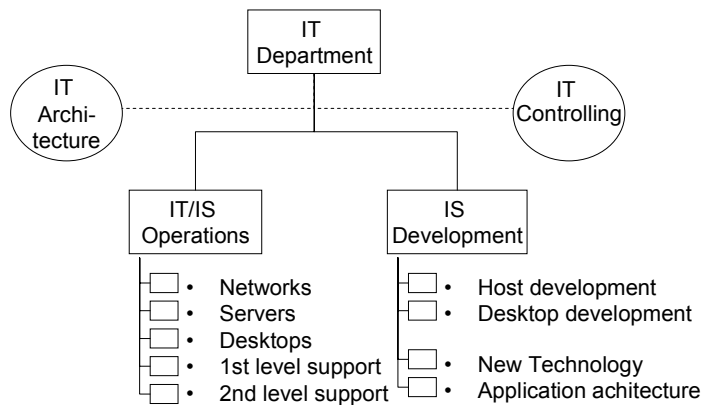 IT
Department
IT
Archi-
tecture
IT
Controlling
IT/IS
Operations
IS
Development
• Networks
• Servers
• Desktops
• 1st level support
• 2nd level support
• Host development
• Desktop development
• New Technology
• Application achitecture